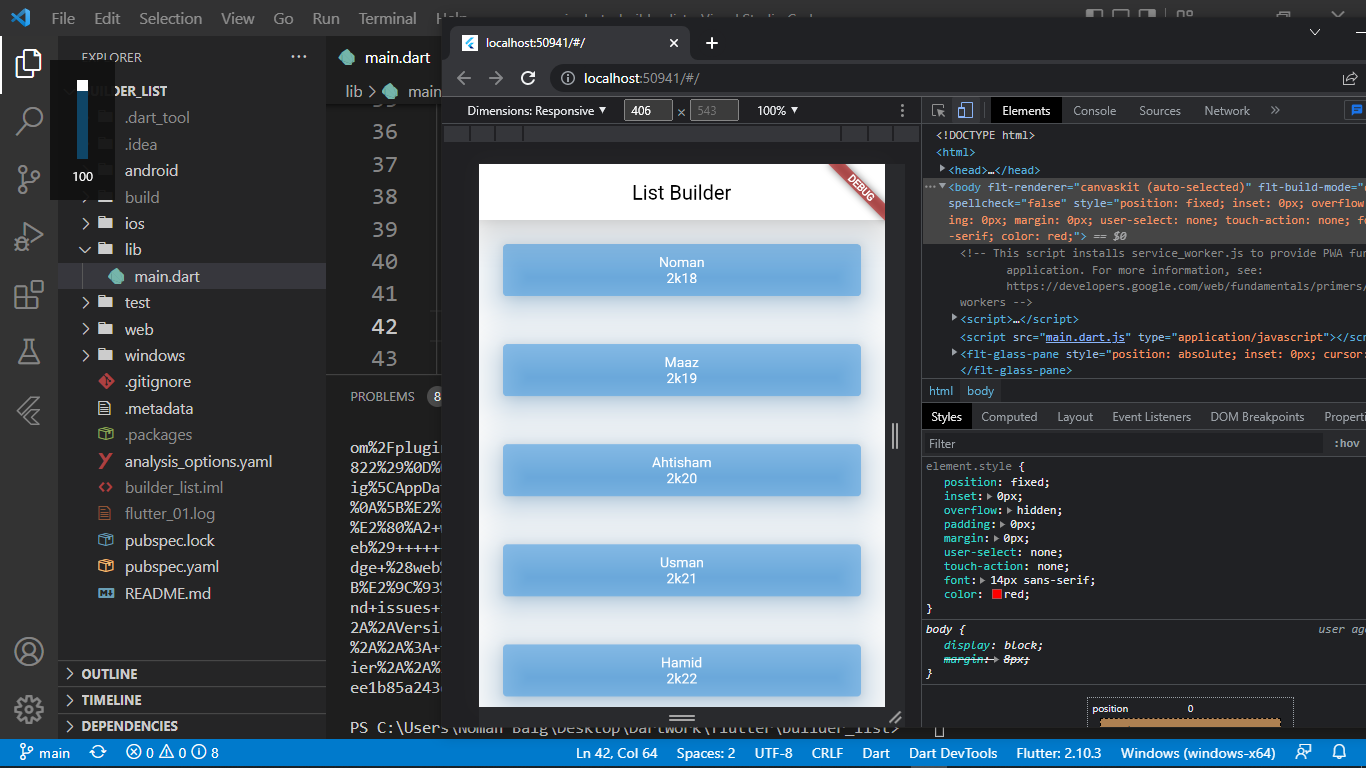 File Edit Selection View Go Run Terminal Help
EXPLORER
BUILDER_LIST
.dart_tool
.idea
android
build
ios
lib
main.dart
test
web
windows
.gitignore
.metadata
.packages
analysis_options.yaml
builder_list.iml
flutter_01.log
pubspec.lock
pubspec.yaml
README.md
OUTLINE
TIMELINE
DEPENDENCIES
100
main.dart
lib > main
36
37
38
39
40
41
42
43
PROBLEMS 8
om%2Fplugi
822%29%0D%
ig%5CAppDa
%0A%5B%E2%
%E2%80%A2+
eb%29+++++
dge+%28web
B%E2%9C%93
nd+issues+
2A%2AVersi
%2A%2A%3A+
ier%2A%2A%
ee1b85a243
PS C:\Users\Noman Baig\Desktop\DartWork\flutter\builder_list>
localhost:50941/#/
localhost:50941/#/
Dimensions: Responsive 406 × 543 100%
List Builder
DEBUG
Noman
2k18
Maaz
2k19
Ahtisham
2k20
Usman
2k21
Hamid
2k22
Elements Console Sources Network »
<!DOCTYPE html>
<html>
<head>…</head>
<body flt-renderer="canvaskit (auto-selected)" flt-build-mode=
spellcheck="false" style="position: fixed; inset: 0px; overflow
ing: 0px; margin: 0px; user-select: none; touch-action: none; fo
-serif; color: red;"> == $0
<!-- This script installs service_worker.js to provide PWA fun
application. For more information, see:
https://developers.google.com/web/fundamentals/primers/
workers -->
<script>…</script>
<script src="main.dart.js" type="application/javascript"></sc
<flt-glass-pane style="position: absolute; inset: 0px; cursor:
</flt-glass-pane>
html body
Styles Computed Layout Event Listeners DOM Breakpoints Properti
Filter :hov
element.style {
position: fixed;
inset: 0px;
overflow: hidden;
padding: 0px;
margin: 0px;
user-select: none;
touch-action: none;
font: 14px sans-serif;
color: red;
}
body { user age
display: block;
margin: 8px;
}
position 0
main 0 0 8 Ln 42, Col 64 Spaces: 2 UTF-8 CRLF Dart Dart DevTools Flutter: 2.10.3 Windows (windows-x64)